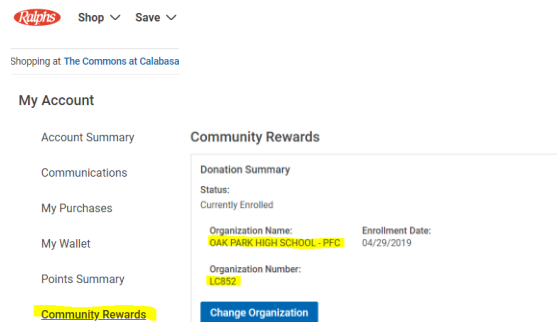 Ralphs Shop Save
Shopping at The Commons at Calabasa
My Account
Account Summary
Communications
My Purchases
My Wallet
Points Summary
Community Rewards
Community Rewards
Donation Summary
Status:
Currently Enrolled
Organization Name: Enrollment Date:
OAK PARK HIGH SCHOOL - PFC 04/29/2019
Organization Number:
LC852
Change Organization